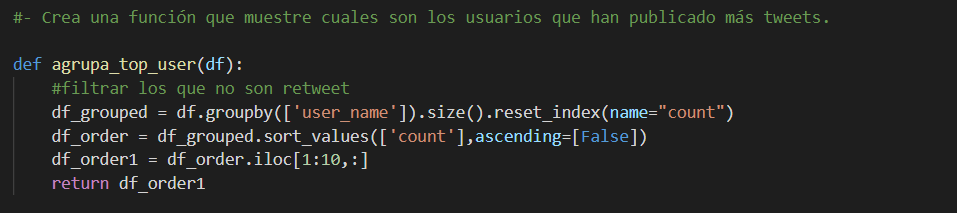 #- Crea una función que muestre cuales son los usuarios que han publicado más tweets.
def agrupa_top_user(df):
#filtrar los que no son retweet
df_grouped = df.groupby(['user_name']).size().reset_index(name="count")
df_order = df_grouped.sort_values(['count'],ascending=[False])
df_order1 = df_order.iloc[1:10,:]
return df_order1